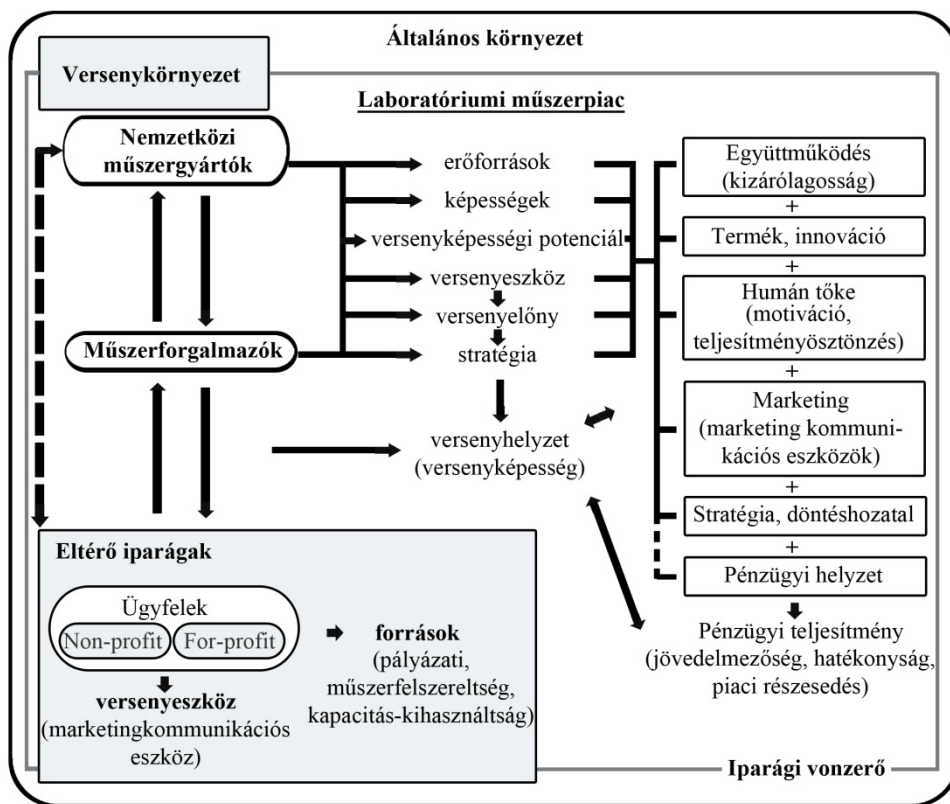 Általános környezet
Versenykörnyezet
Laboratóriumi műszerpiac
Nemzetközi
műszergyártók
Műszerforgalmazók
erőforrások
képességek
versenyképességi potenciál
versenyeszköz
versenyelőny
stratégia
versenyhelyzet
(versenyképesség)
Együttműködés
(kizárólagosság)
+
Termék, innováció
+
Humán tőke
(motiváció,
teljesítményösztönzés)
+
Marketing
(marketing kommuni-
kációs eszközök)
+
Stratégia, döntéshozatal
+
Pénzügyi helyzet
Pénzügyi teljesítmény
(jövedelmezőség, hatékonyság,
piaci részesedés)
Eltérő iparágak
Ügyfelek
Non-profit
For-profit
versenyeszköz
(marketingkommunikációs
eszköz)
források
(pályázati,
műszerfelszereltség,
kapacitás-kihasználtság)
Iparági vonzerő